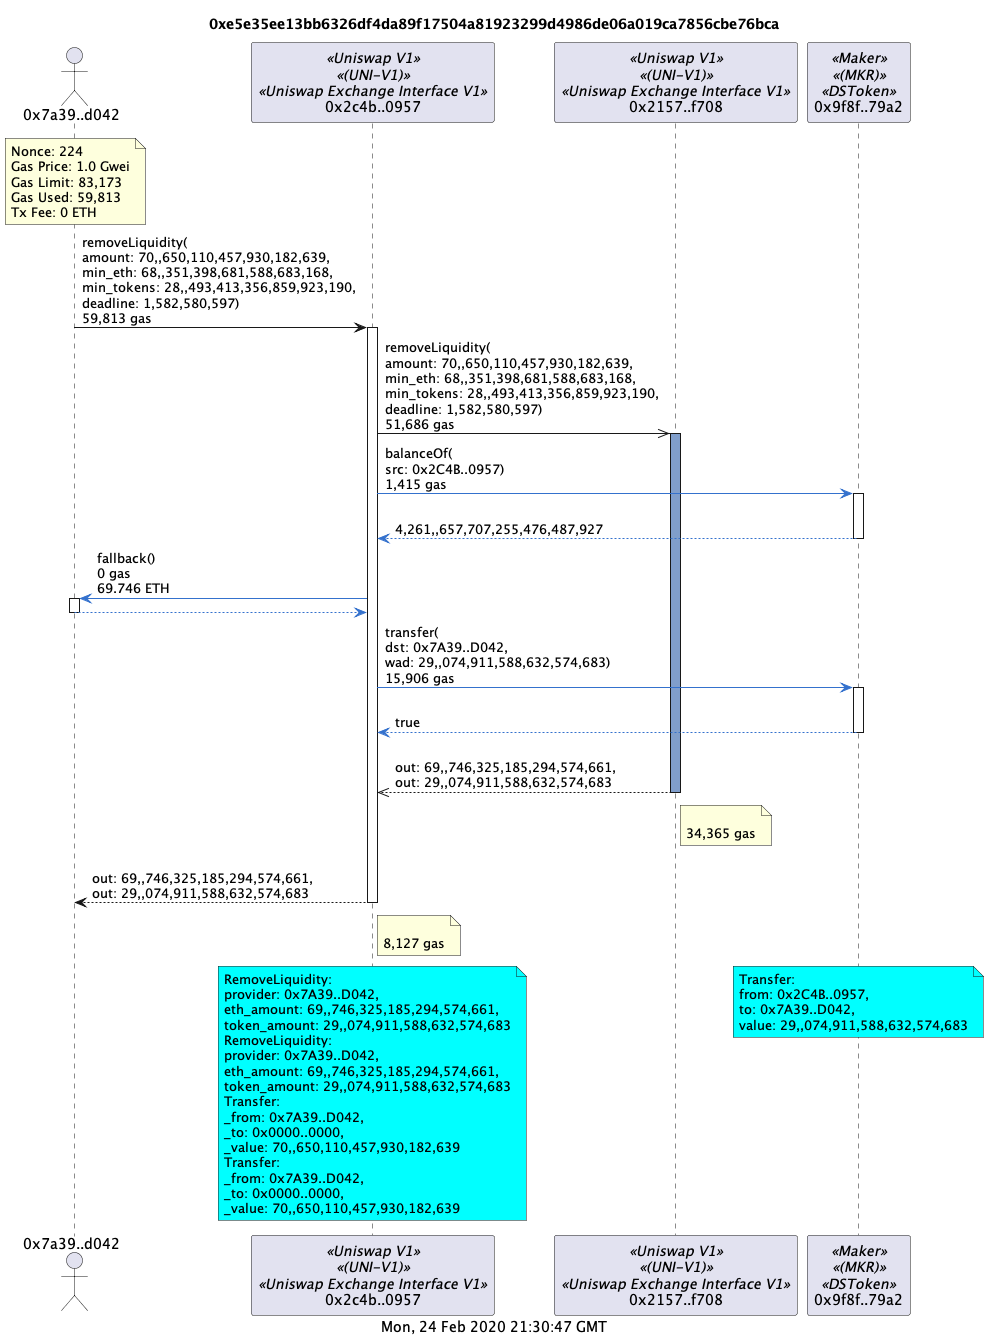 0xe5e35ee13bb6326df4da89f17504a81923299d4986de06a019ca7856cbe76bca
0x7a39..d042
«Uniswap V1»
«(UNI-V1)»
«Uniswap Exchange Interface V1»
0x2c4b..0957
«Uniswap V1»
«(UNI-V1)»
«Uniswap Exchange Interface V1»
0x2157..f708
«Maker»
«(MKR)»
«DSToken»
0x9f8f..79a2
Nonce: 224
Gas Price: 1.0 Gwei
Gas Limit: 83,173
Gas Used: 59,813
Tx Fee: 0 ETH
removeLiquidity(
amount: 70,,650,110,457,930,182,639,
min_eth: 68,,351,398,681,588,683,168,
min_tokens: 28,,493,413,356,859,923,190,
deadline: 1,582,580,597)
59,813 gas
removeLiquidity(
amount: 70,,650,110,457,930,182,639,
min_eth: 68,,351,398,681,588,683,168,
min_tokens: 28,,493,413,356,859,923,190,
deadline: 1,582,580,597)
51,686 gas
balanceOf(
src: 0x2C4B..0957)
1,415 gas
4,261,,657,707,255,476,487,927
fallback()
0 gas
69.746 ETH
transfer(
dst: 0x7A39..D042,
wad: 29,,074,911,588,632,574,683)
15,906 gas
true
out: 69,,746,325,185,294,574,661,
out: 29,,074,911,588,632,574,683
34,365 gas
out: 69,,746,325,185,294,574,661,
out: 29,,074,911,588,632,574,683
8,127 gas
RemoveLiquidity:
provider: 0x7A39..D042,
eth_amount: 69,,746,325,185,294,574,661,
token_amount: 29,,074,911,588,632,574,683
RemoveLiquidity:
provider: 0x7A39..D042,
eth_amount: 69,,746,325,185,294,574,661,
token_amount: 29,,074,911,588,632,574,683
Transfer:
_from: 0x7A39..D042,
_to: 0x0000..0000,
_value: 70,,650,110,457,930,182,639
Transfer:
_from: 0x7A39..D042,
_to: 0x0000..0000,
_value: 70,,650,110,457,930,182,639
Transfer:
from: 0x2C4B..0957,
to: 0x7A39..D042,
value: 29,,074,911,588,632,574,683
0x7a39..d042
«Uniswap V1»
«(UNI-V1)»
«Uniswap Exchange Interface V1»
0x2c4b..0957
«Uniswap V1»
«(UNI-V1)»
«Uniswap Exchange Interface V1»
0x2157..f708
«Maker»
«(MKR)»
«DSToken»
0x9f8f..79a2
Mon, 24 Feb 2020 21:30:47 GMT